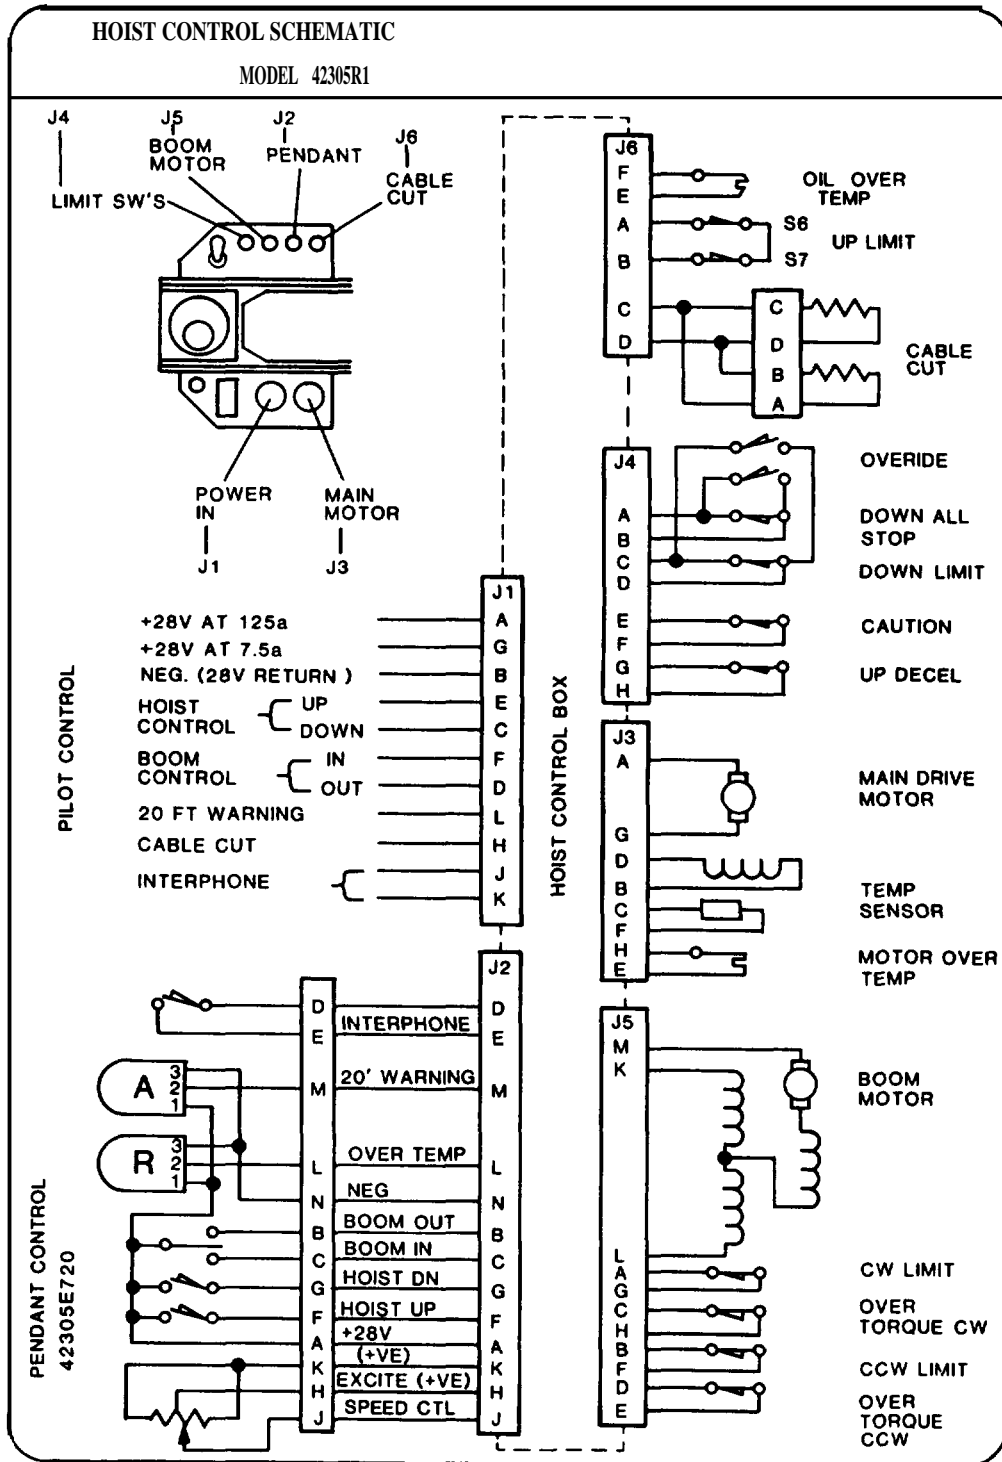 HOIST CONTROL SCHEMATIC
MODEL 42305R1
J4
J5
J2
J6
BOOM
MOTOR
PENDANT
CABLE
CUT
LIMIT SW'S
POWER
IN
MAIN
MOTOR
J1
J3
PILOT CONTROL
+28V AT 125a
+28V AT 7.5a
NEG. (28V RETURN )
HOIST
CONTROL
UP
DOWN
BOOM
CONTROL
IN
OUT
20 FT WARNING
CABLE CUT
INTERPHONE
J1
A
G
B
E
C
F
D
L
H
J
K
HOIST CONTROL BOX
PENDANT CONTROL
42305E720
A
3
2
1
R
3
2
1
D
E
M
L
N
B
C
G
F
A
K
H
J
INTERPHONE
20' WARNING
OVER TEMP
NEG
BOOM OUT
BOOM IN
HOIST DN
HOIST UP
+28V
(+VE)
EXCITE (+VE)
SPEED CTL
J2
D
E
M
L
N
B
C
G
F
A
K
H
J
J6
F
E
A
B
C
D
OIL OVER
TEMP
S6
UP LIMIT
S7
C
D
B
A
CABLE
CUT
J4
A
B
C
D
E
F
G
H
OVERIDE
DOWN ALL
STOP
DOWN LIMIT
CAUTION
UP DECEL
J3
A
G
D
B
C
F
H
E
MAIN DRIVE
MOTOR
TEMP
SENSOR
MOTOR OVER
TEMP
J5
M
K
L
A
G
C
H
B
F
D
E
BOOM
MOTOR
CW LIMIT
OVER
TORQUE CW
CCW LIMIT
OVER
TORQUE
CCW